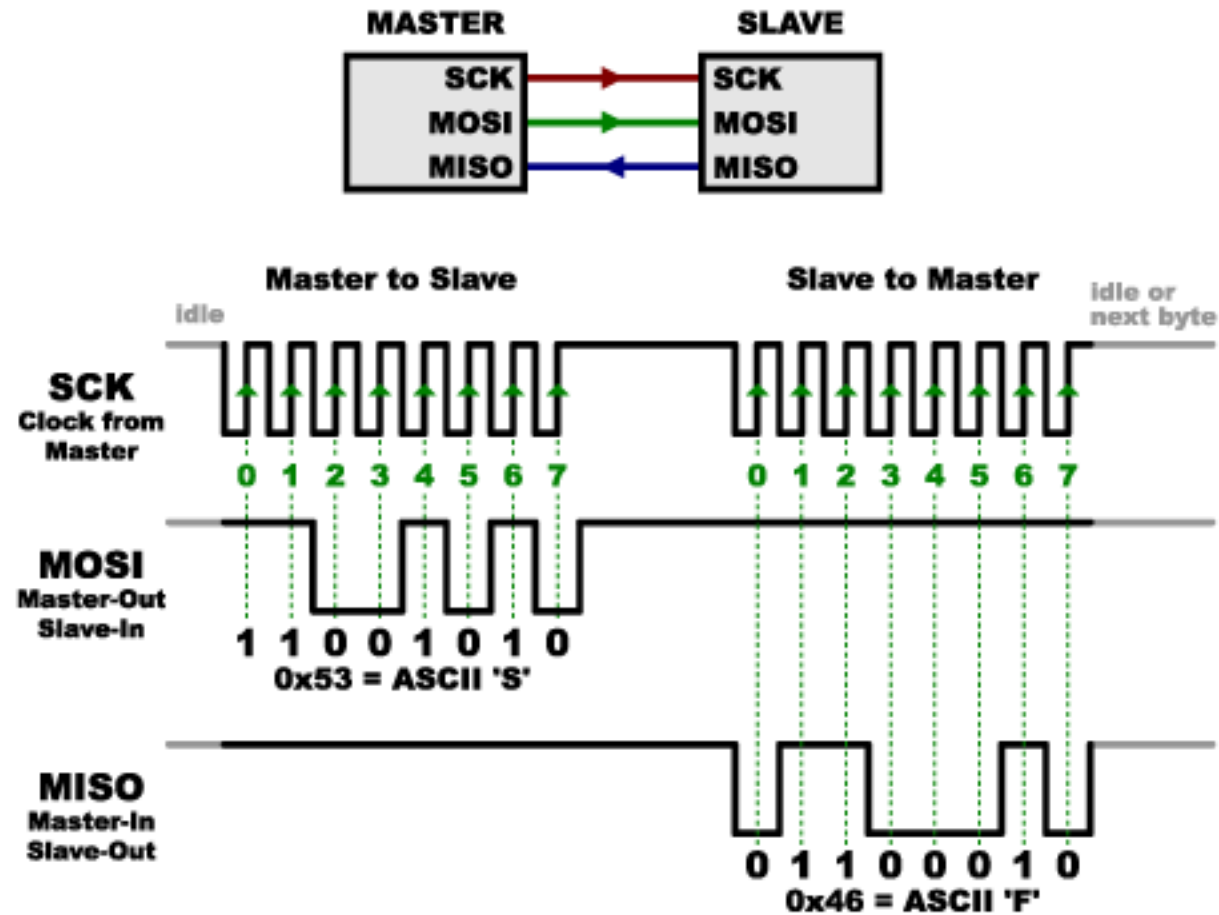 MASTER SLAVE
SCK SCK
MOSI MOSI
MISO MISO
Master to Slave Slave to Master
idle
idle or
next byte
SCK
Clock from
Master
0 1 2 3 4 5 6 7 0 1 2 3 4 5 6 7
MOSI
Master-Out
Slave-In
1 1 0 0 1 0 1 0
0x53 = ASCII 'S'
MISO
Master-In
Slave-Out
0 1 1 0 0 0 1 0
0x46 = ASCII 'F'